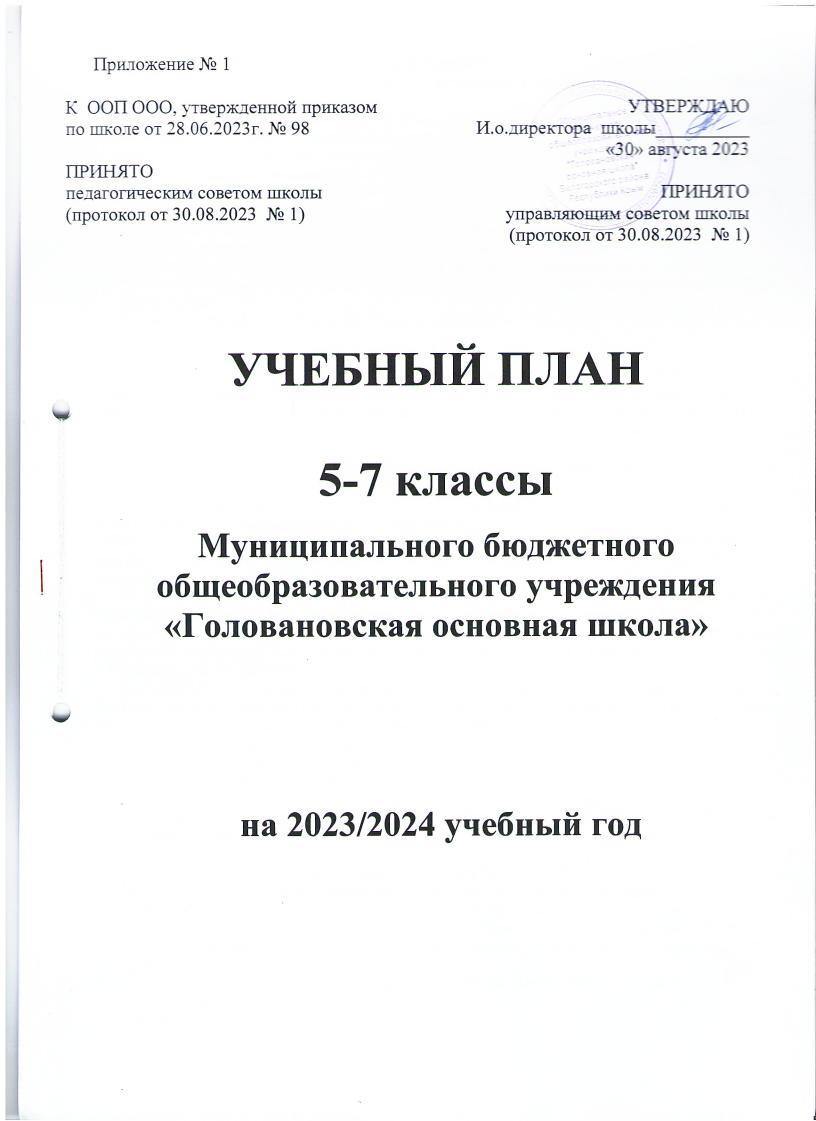 Приложение № 1
К ООП ООО, утвержденной приказом
по школе от 28.06.2023г. № 98
ПРИНЯТО
педагогическим советом школы
(протокол от 30.08.2023 № 1)
УТВЕРЖДАЮ
И.о.директора школы__________
«30» августа 2023
ПРИНЯТО
управляющим советом школы
(протокол от 30.08.2023 № 1)
УЧЕБНЫЙ ПЛАН
5-7 классы
Муниципального бюджетного
общеобразовательного учреждения
«Головановская основная школа»
на 2023/2024 учебный год